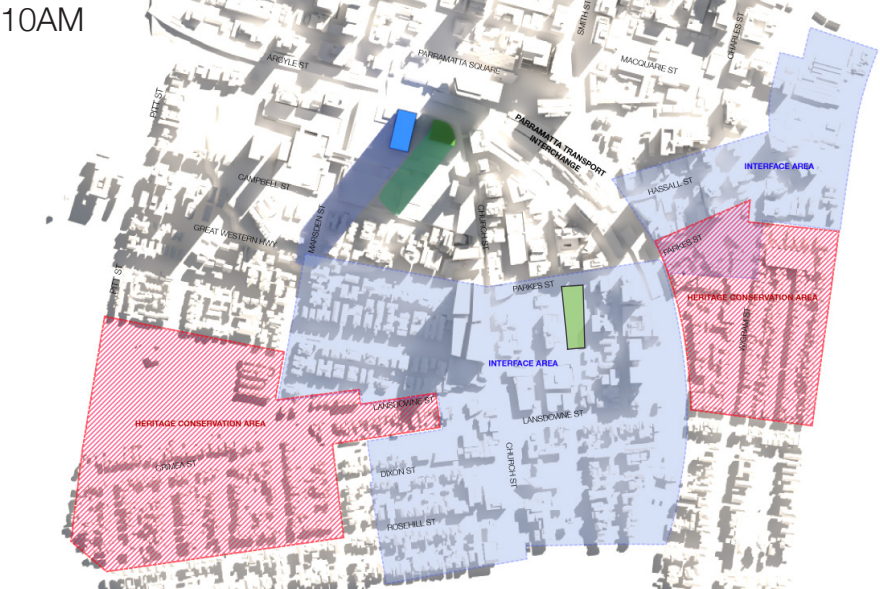 10AM
SMITH ST
CHARLES ST
PARRAMATTA SQUARE
ARGYLE ST
MACQUARIE ST
PITT ST
PARRAMATTA TRANSPORT
INTERCHANGE
INTERFACE AREA
CAMPBELL ST
HASSALL ST
MARSDEN ST
CHURCH ST
GREAT WESTERN HWY
PARKES ST
PITT ST
PARKES ST
HERITAGE CONSERVATION AREA
INTERFACE AREA
LANSDOWNE ST
LANSDOWNE ST
HERITAGE CONSERVATION AREA
CRIMEA ST
DIXON ST
CHURCH ST
ROSEHILL ST